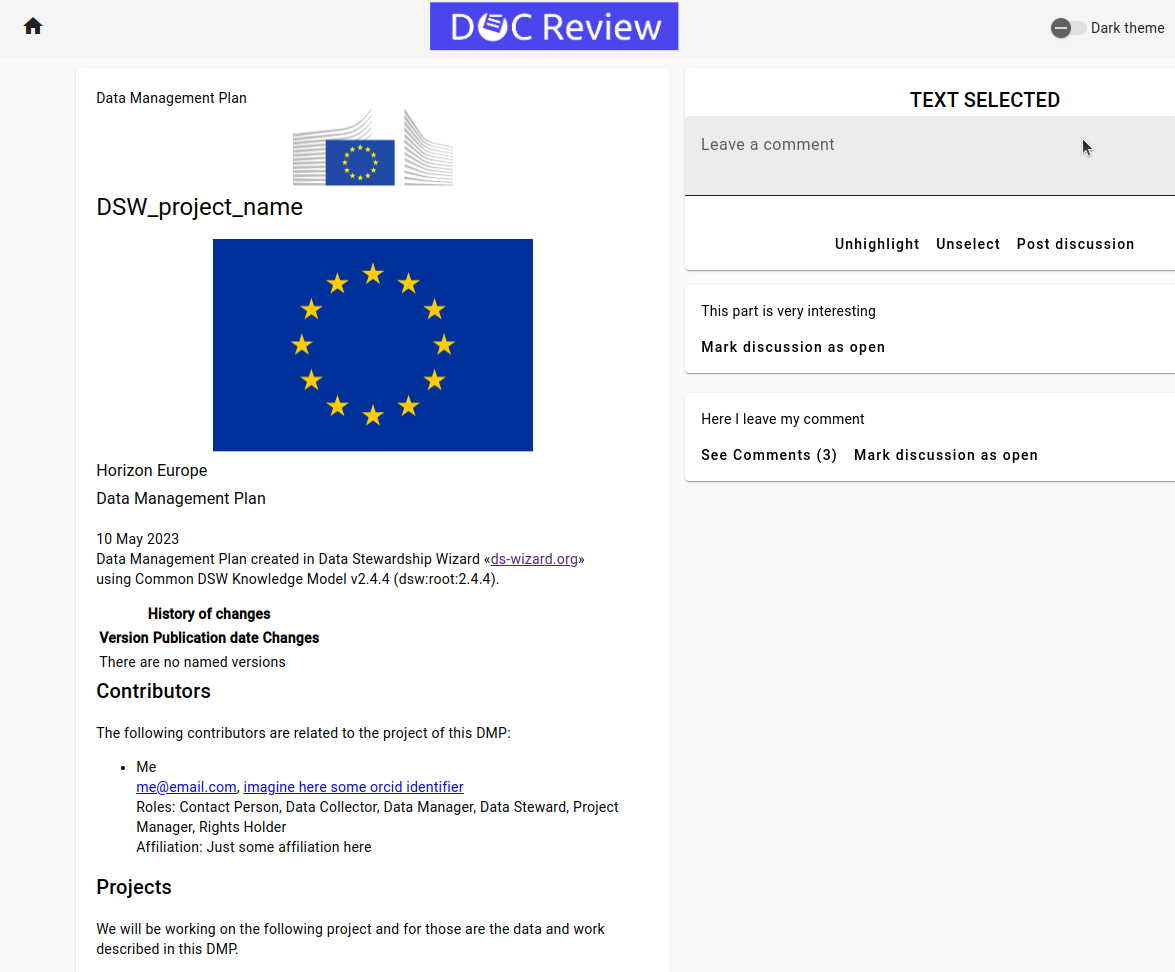 DOC Review
Dark theme
Data Management Plan
DSW_project_name
Horizon Europe
Data Management Plan
10 May 2023
Data Management Plan created in Data Stewardship Wizard «ds-wizard.org»
using Common DSW Knowledge Model v2.4.4 (dsw:root:2.4.4).
History of changes
Version Publication date Changes
There are no named versions
Contributors
The following contributors are related to the project of this DMP:
• Me
me@email.com, imagine here some orcid identifier
Roles: Contact Person, Data Collector, Data Manager, Data Steward, Project
Manager, Rights Holder
Affiliation: Just some affiliation here
Projects
We will be working on the following project and for those are the data and work
described in this DMP.
TEXT SELECTED
Leave a comment
Unhighlight Unselect Post discussion
This part is very interesting
Mark discussion as open
Here I leave my comment
See Comments (3) Mark discussion as open